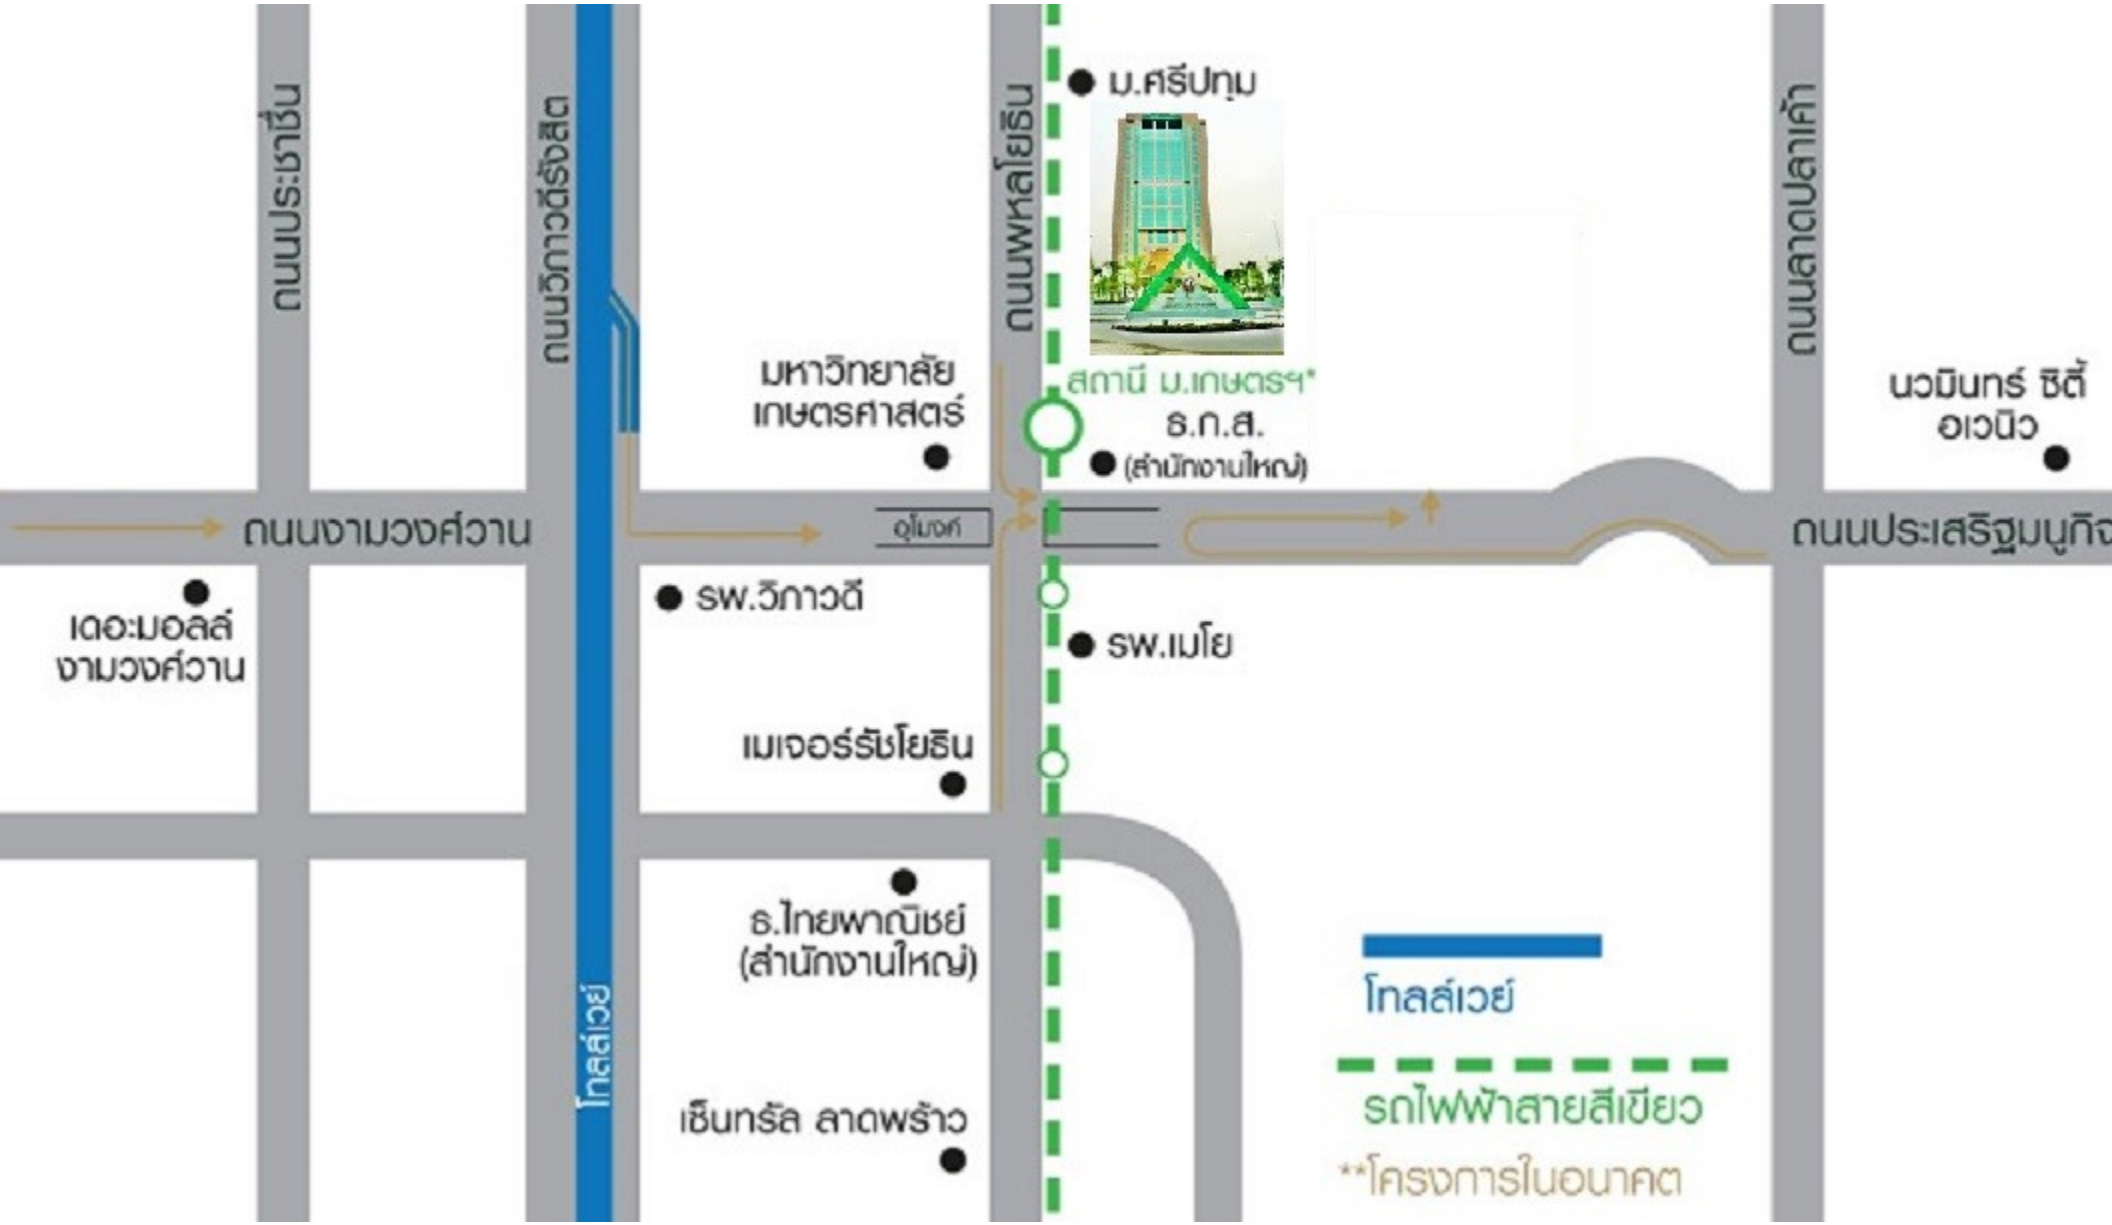 ม.ศรีปทุม
ถนนประชาชื่น
ถนนวิภาวดีรังสิต
ถนนพหลโยธิน
ถนนลาดปลาเค้า
มหาวิทยาลัย
เกษตรศาสตร์
สถานี ม.เกษตรฯ*
ธ.ก.ส.
(สำนักงานใหญ่)
นวมินทร์ ซิตี้
อเวนิว
ถนนงามวงศ์วาน
อุโมงค์
ถนนประเสริฐมนูกิจ
เดอะมอลล์
งามวงศ์วาน
รพ.วิภาวดี
รพ.เมโย
เมเจอร์รัชโยธิน
ธ.ไทยพาณิชย์
(สำนักงานใหญ่)
โทลล์เวย์
เซ็นทรัล ลาดพร้าว
โทลล์เวย์
รถไฟฟ้าสายสีเขียว
**โครงการในอนาคต